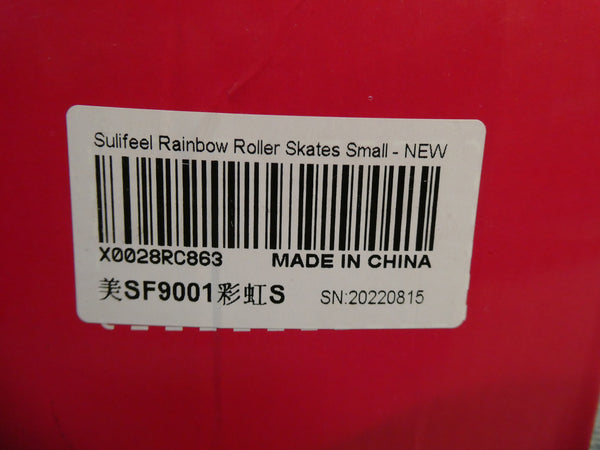 Sulifeel Rainbow Roller Skates Small - NEW
X0028RC863 MADE IN CHINA
美SF9001彩虹S SN:20220815